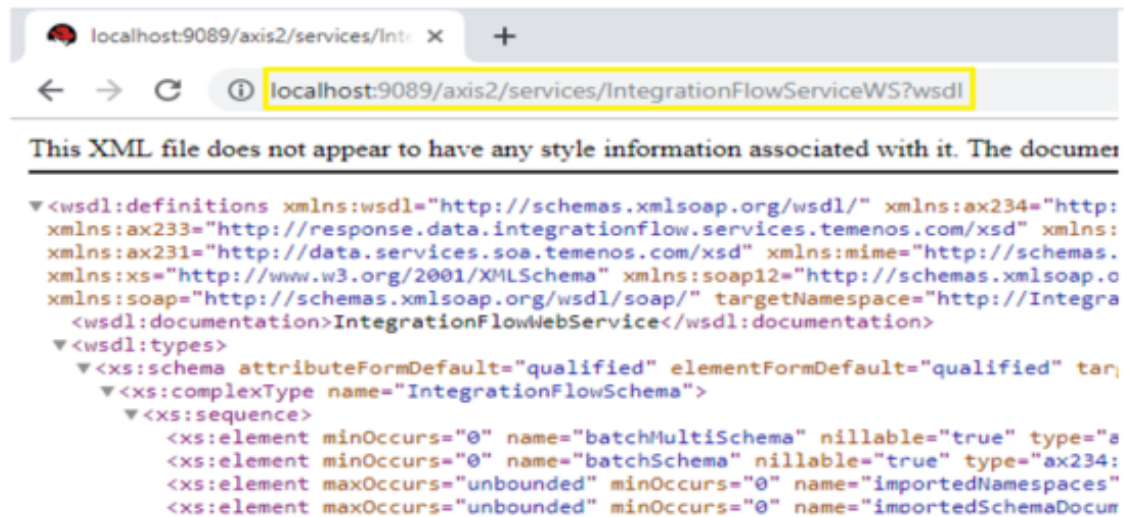 localhost:9089/axis2/services/Int
localhost:9089/axis2/services/IntegrationFlowServiceWS?wsdl
This XML file does not appear to have any style information associated with it. The documen
<wsdl:definitions xmlns:wsdl="http://schemas.xmlsoap.org/wsdl/" xmlns:ax234="http:
xmlns:ax233="http://response.data.integrationflow.services.temenos.com/xsd" xmlns:
xmlns:ax231="http://data.services.soa.temenos.com/xsd" xmlns:mime="http://schemas.
xmlns:xs="http://www.w3.org/2001/XMLSchema" xmlns:soap12="http://schemas.xmlsoap.o
xmlns:soap="http://schemas.xmlsoap.org/wsdl/soap/" targetNamespace="http://Integra
<wsdl:documentation>IntegrationFlowWebService</wsdl:documentation>
<wsdl:types>
<xs:schema attributeFormDefault="qualified" elementFormDefault="qualified" tar
<xs:complexType name="IntegrationFlowSchema">
<xs:sequence>
<xs:element minOccurs="0" name="batchMultiSchema" nillable="true" type="a
<xs:element minOccurs="0" name="batchSchema" nillable="true" type="ax234:
<xs:element maxOccurs="unbounded" minOccurs="0" name="importedNamespaces"
<xs:element maxOccurs="unbounded" minOccurs="0" name="importedSchemaDocum